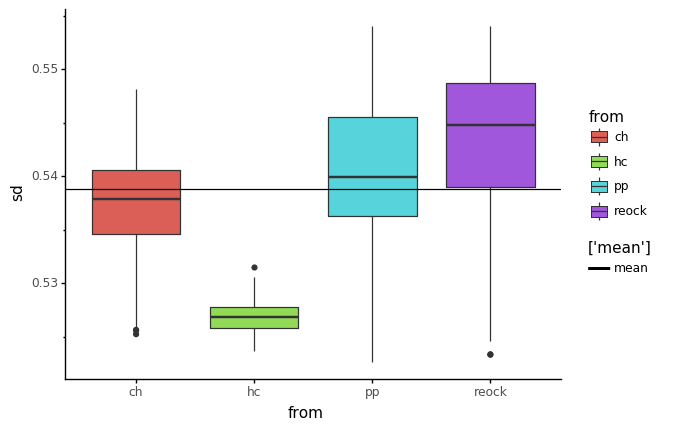 sd
0.55
0.54
0.53
ch hc pp reock
from
from
ch
hc
pp
reock
['mean']
mean